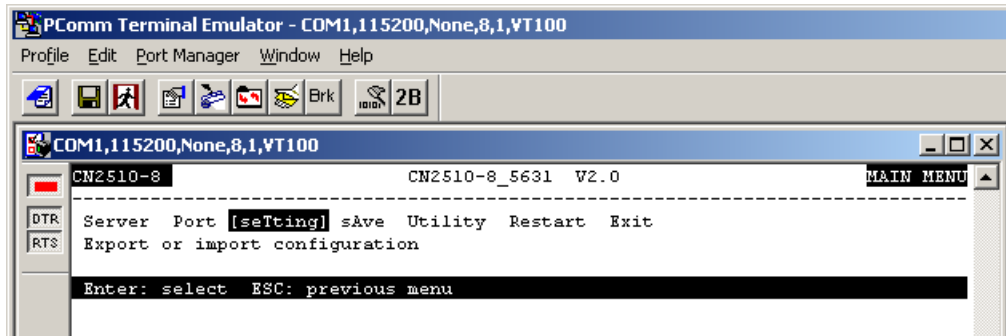 PComm Terminal Emulator - COM1,115200,None,8,1,VT100
Profile Edit Port Manager Window Help
Brk 2B
COM1,115200,None,8,1,VT100
CN2510-8 CN2510-8_5631 V2.0 MAIN MENU
DTR Server Port [seTting] sAve Utility Restart Exit
RTS Export or import configuration
Enter: select ESC: previous menu